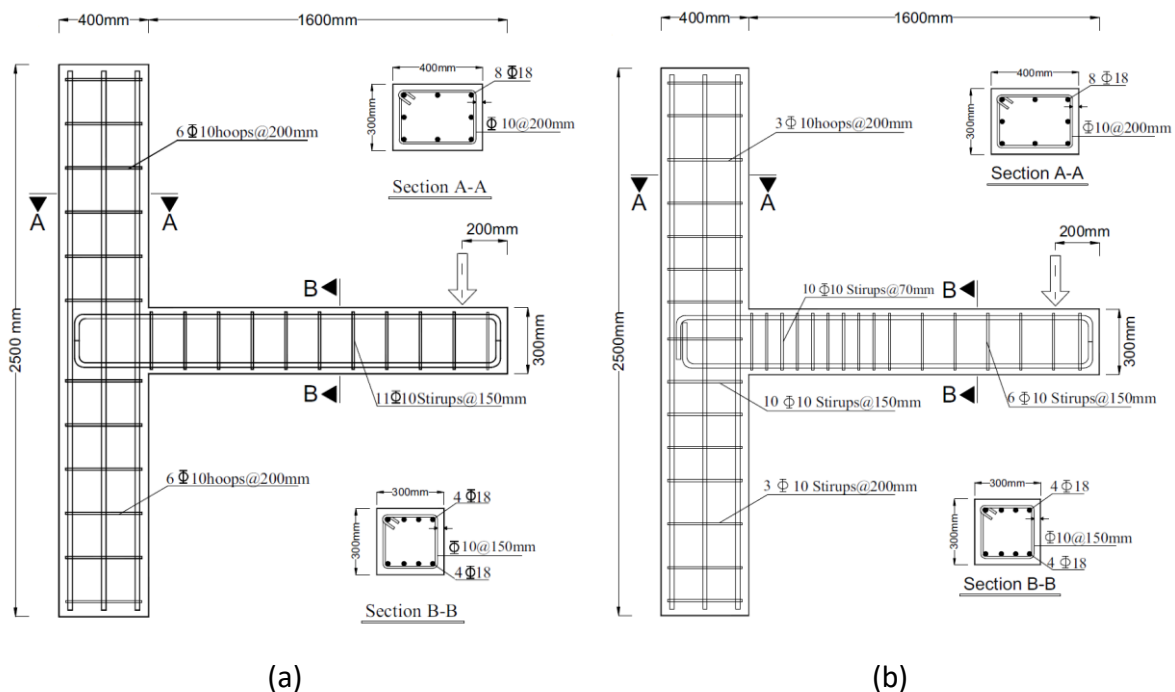 400mm
1600mm
2500 mm
6 Φ10hoops@200mm
400mm
300mm
8 Φ18
Φ 10@200mm
Section A-A
A
A
200mm
B
B
300mm
11Φ10Stirups@150mm
6 Φ10hoops@200mm
300mm
300mm
4 Φ18
Φ10@150mm
4 Φ18
Section B-B
(a)
400mm
1600mm
2500mm
3 Φ 10hoops@200mm
400mm
300mm
8 Φ18
Φ10@200mm
Section A-A
A
A
200mm
10 Φ10 Stirups@70mm
B
B
300mm
10 Φ10 Stirups@150mm
6 Φ10 Stirups@150mm
3 Φ 10 Stirups@200mm
300mm
300mm
4 Φ18
Φ10@150mm
4 Φ18
Section B-B
(b)